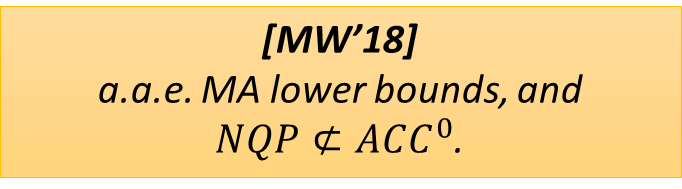 [MW’18]
a.a.e. MA lower bounds, and
𝑁𝑄𝑃 ⊄ 𝐴𝐶𝐶⁰.